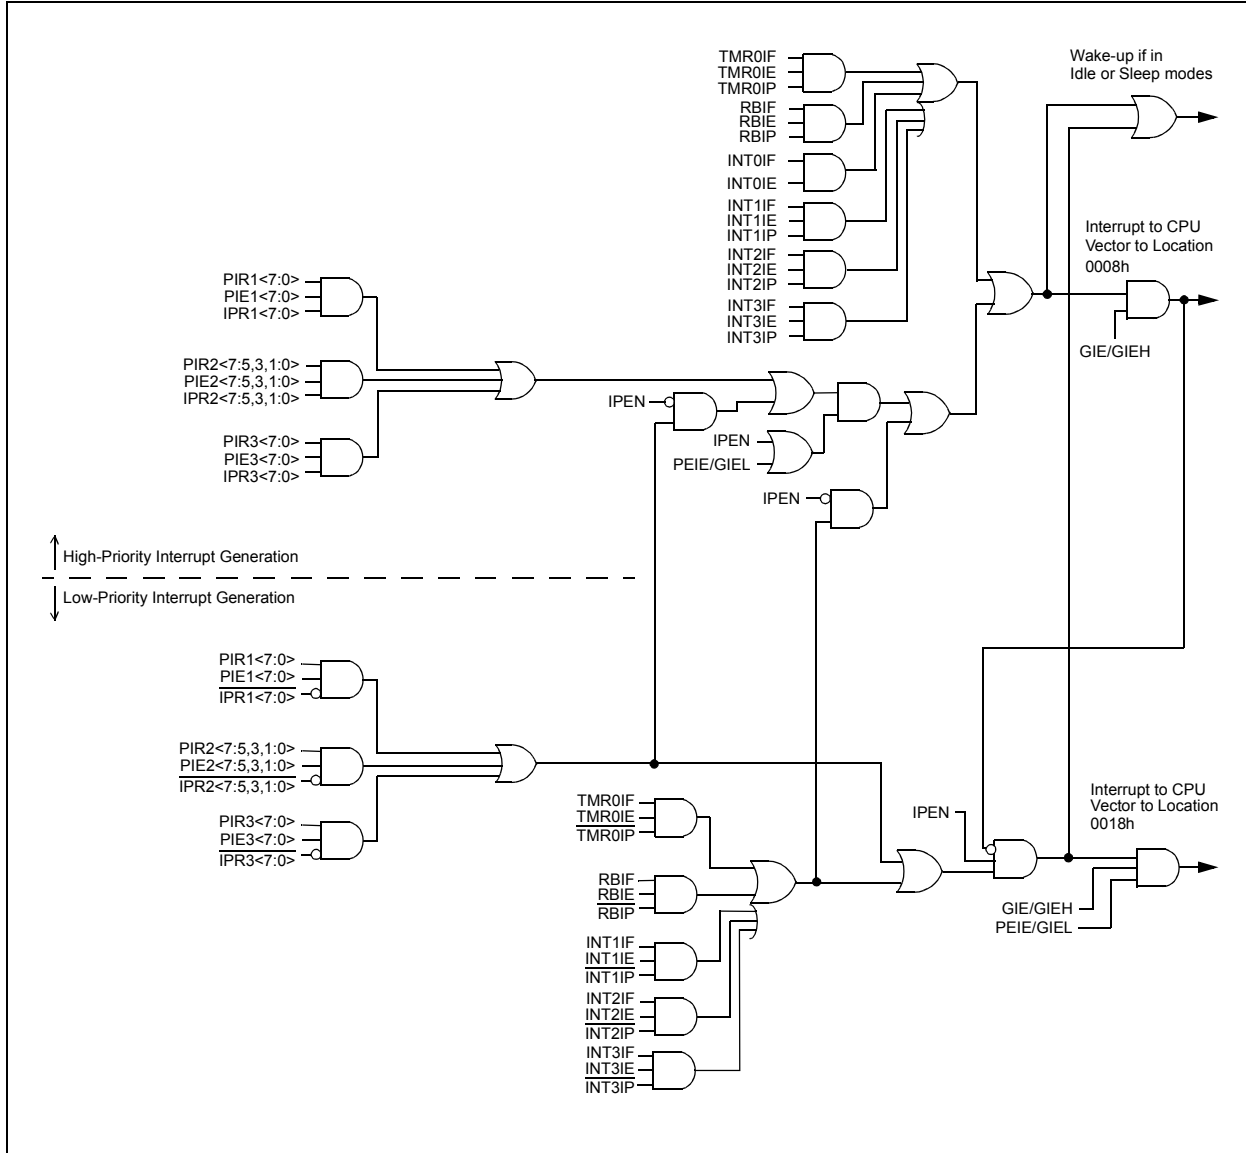 TMR0IF
TMR0IE
TMR0IP
RBIF
RBIE
RBIP
INT0IF
INT0IE
INT1IF
INT1IE
INT1IP
INT2IF
INT2IE
INT2IP
INT3IF
INT3IE
INT3IP
Wake-up if in
Idle or Sleep modes
Interrupt to CPU
Vector to Location
0008h
GIE/GIEH
PIR1<7:0>
PIE1<7:0>
IPR1<7:0>
PIR2<7:5,3,1:0>
PIE2<7:5,3,1:0>
IPR2<7:5,3,1:0>
PIR3<7:0>
PIE3<7:0>
IPR3<7:0>
IPEN
IPEN
PEIE/GIEL
IPEN
High-Priority Interrupt Generation
Low-Priority Interrupt Generation
PIR1<7:0>
PIE1<7:0>
IPR1<7:0>
PIR2<7:5,3,1:0>
PIE2<7:5,3,1:0>
IPR2<7:5,3,1:0>
PIR3<7:0>
PIE3<7:0>
IPR3<7:0>
TMR0IF
TMR0IE
TMR0IP
RBIF
RBIE
RBIP
INT1IF
INT1IE
INT1IP
INT2IF
INT2IE
INT2IP
INT3IF
INT3IE
INT3IP
IPEN
Interrupt to CPU
Vector to Location
0018h
GIE/GIEH
PEIE/GIEL